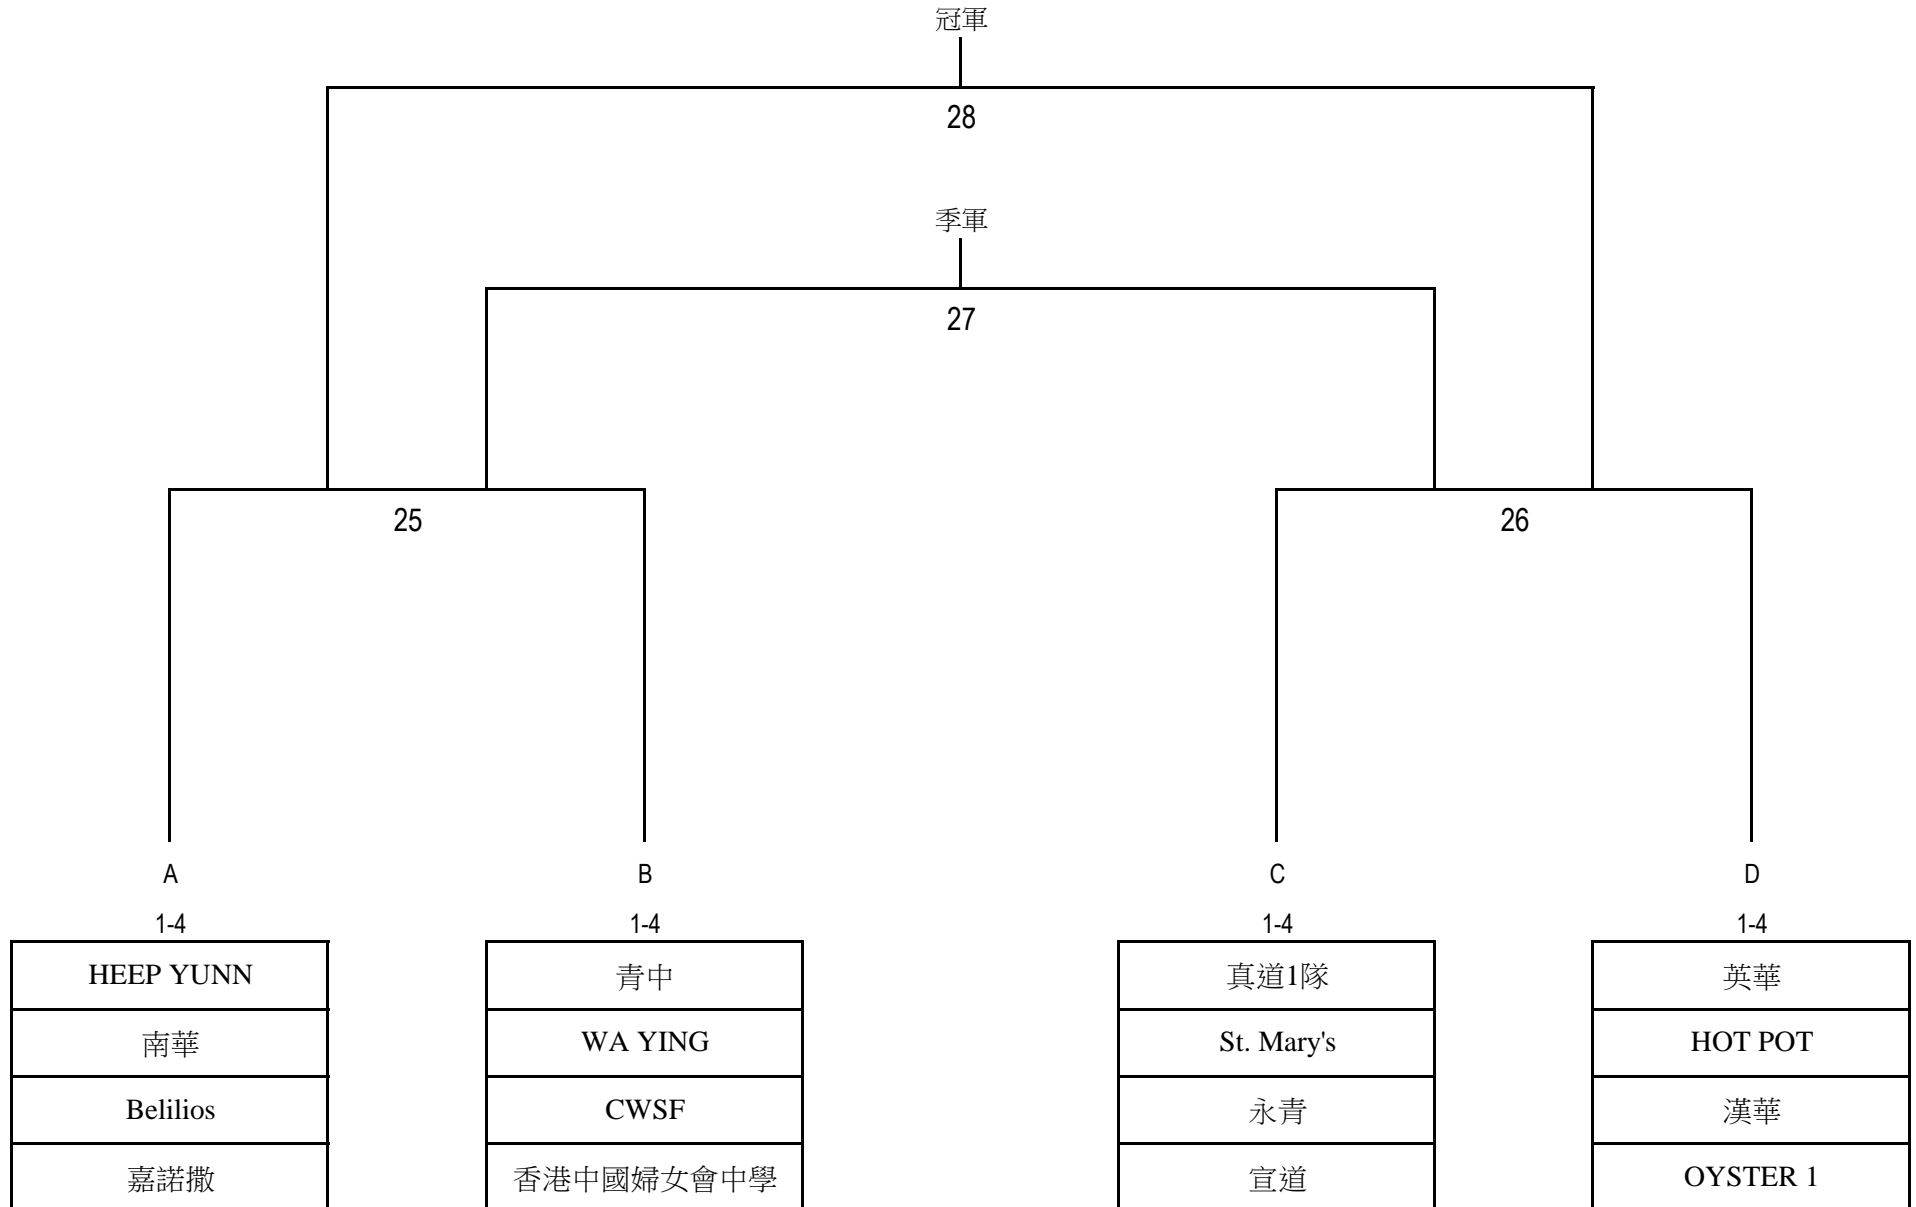 冠軍
28
季軍
27
25
26
A
B
C
D
1-4
1-4
1-4
1-4
HEEP YUNN
青中
真道1隊
英華
南華
WA YING
St. Mary's
HOT POT
Belilios
CWSF
永青
漢華
嘉諾撒
香港中國婦女會中學
宣道
OYSTER 1